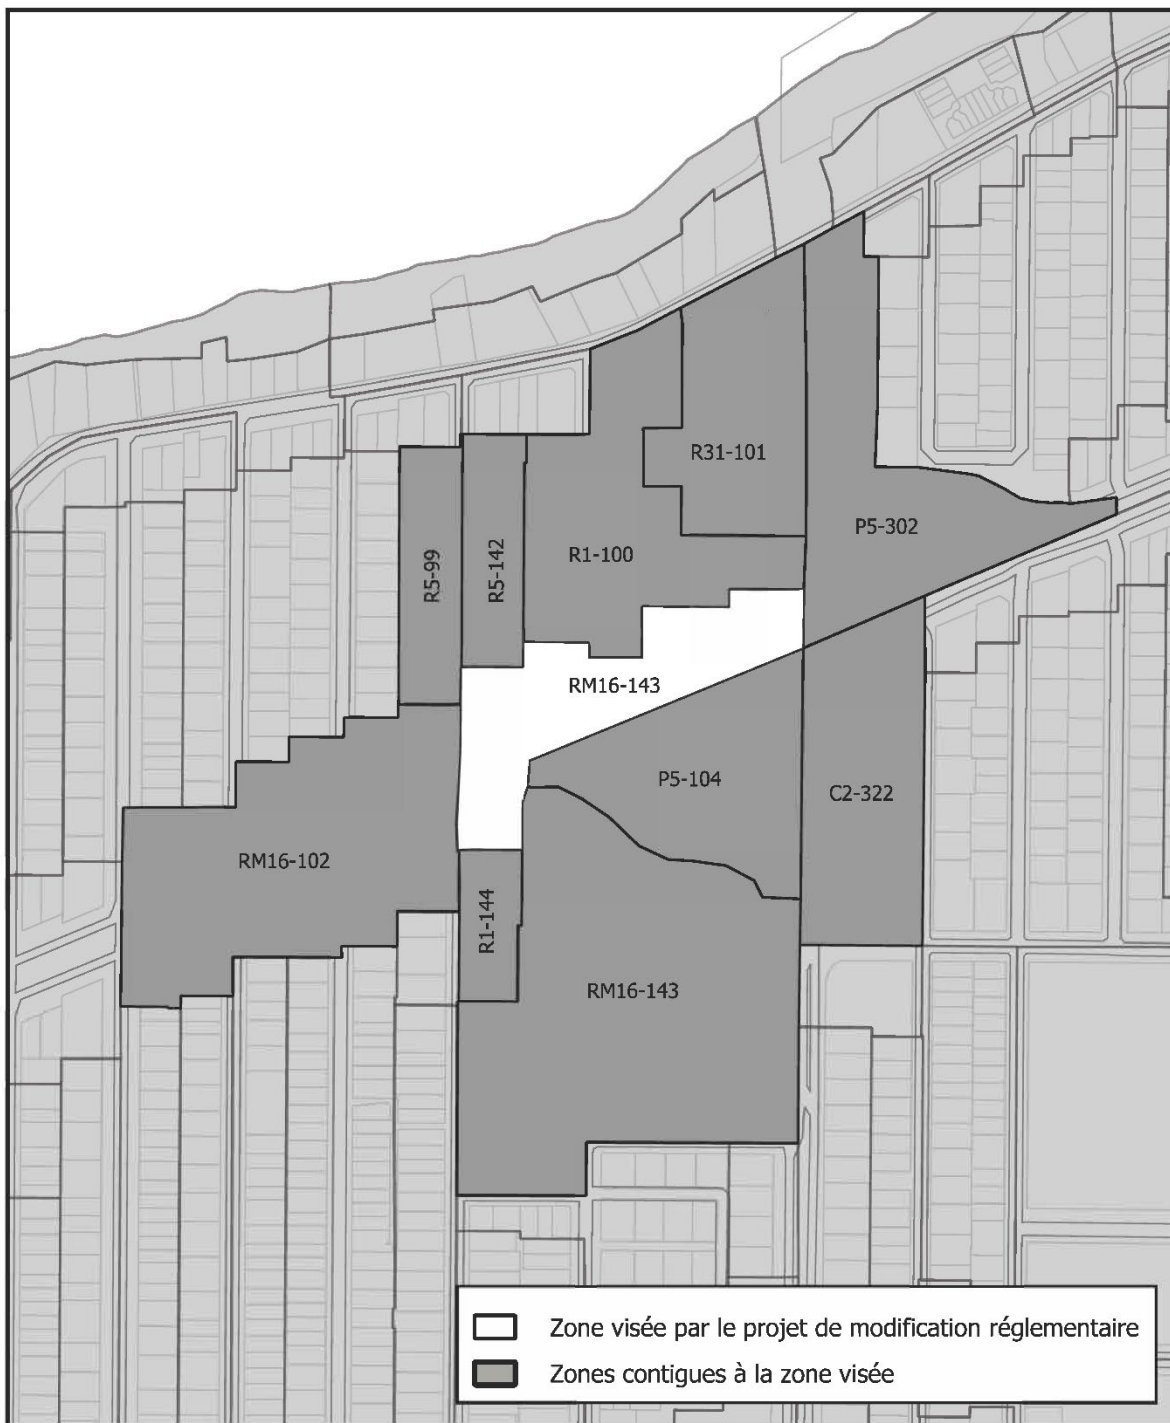 R31-101
P5-302
R1-100
R5-142
R5-99
RM16-143
P5-104
C2-322
RM16-102
R1-144
RM16-143
Zone visée par le projet de modification réglementaire
Zones contigues à la zone visée